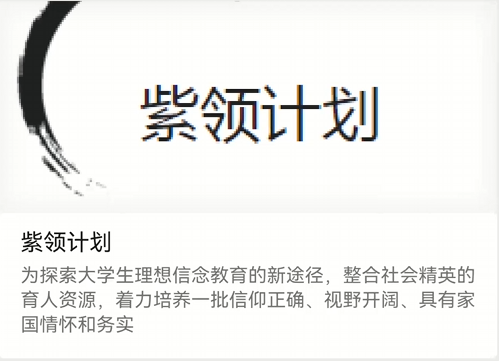 紫领计划
紫领计划
为探索大学生理想信念教育的新途径，整合社会精英的
育人资源，着力培养一批信仰正确、视野开阔、具有家
国情怀和务实